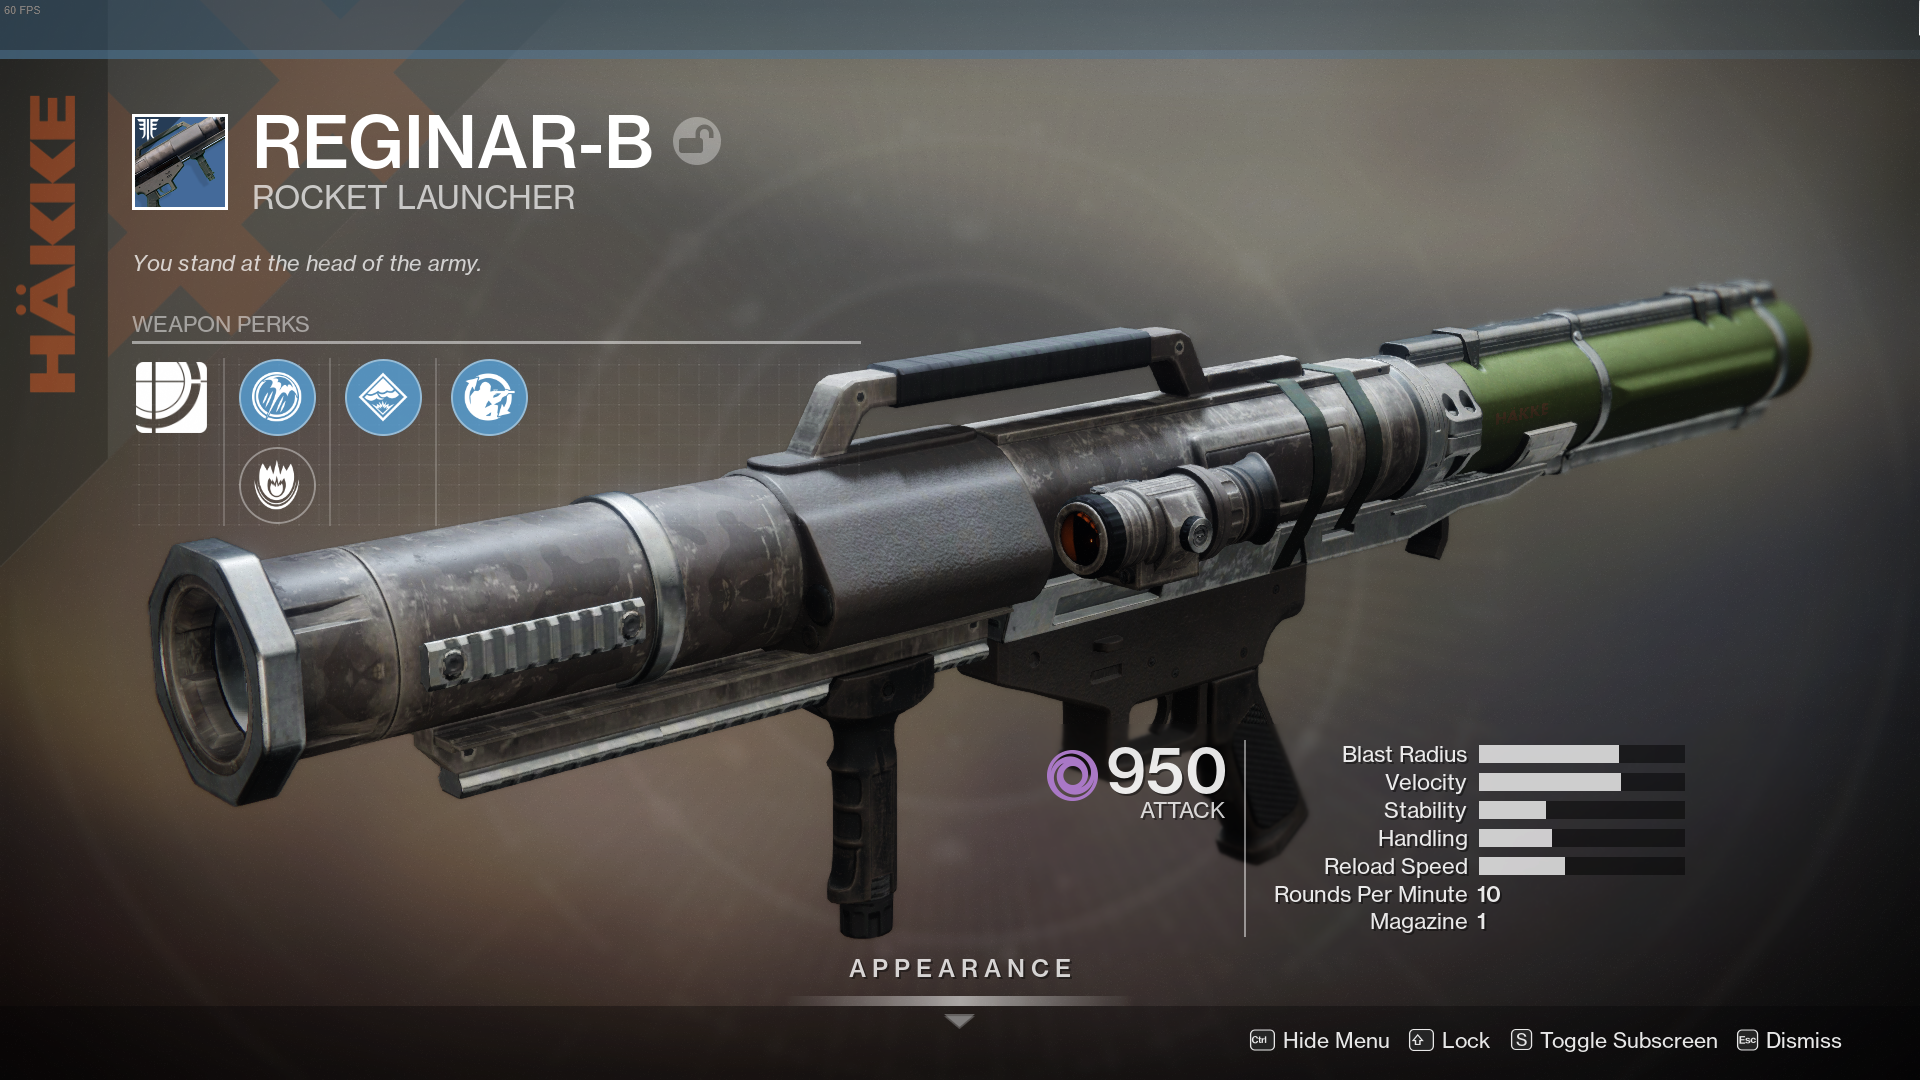 60 FPS
HÄKKE
REGINAR-B
ROCKET LAUNCHER
You stand at the head of the army.
WEAPON PERKS
HAKKE
950
ATTACK
Blast Radius
Velocity
Stability
Handling
Reload Speed
Rounds Per Minute 10
Magazine 1
APPEARANCE
Ctrl Hide Menu Lock S Toggle Subscreen Esc Dismiss